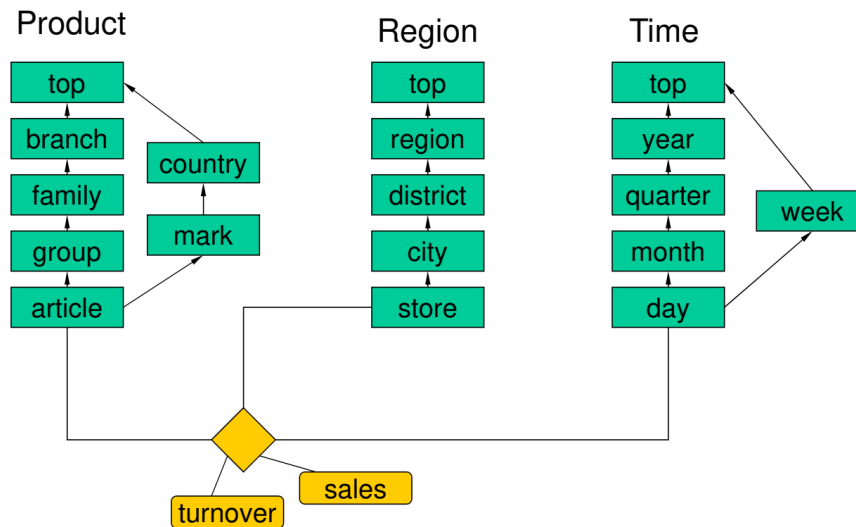 Product
Region
Time
top
top
top
branch
region
year
country
family
district
quarter
week
mark
group
city
month
article
store
day
sales
turnover